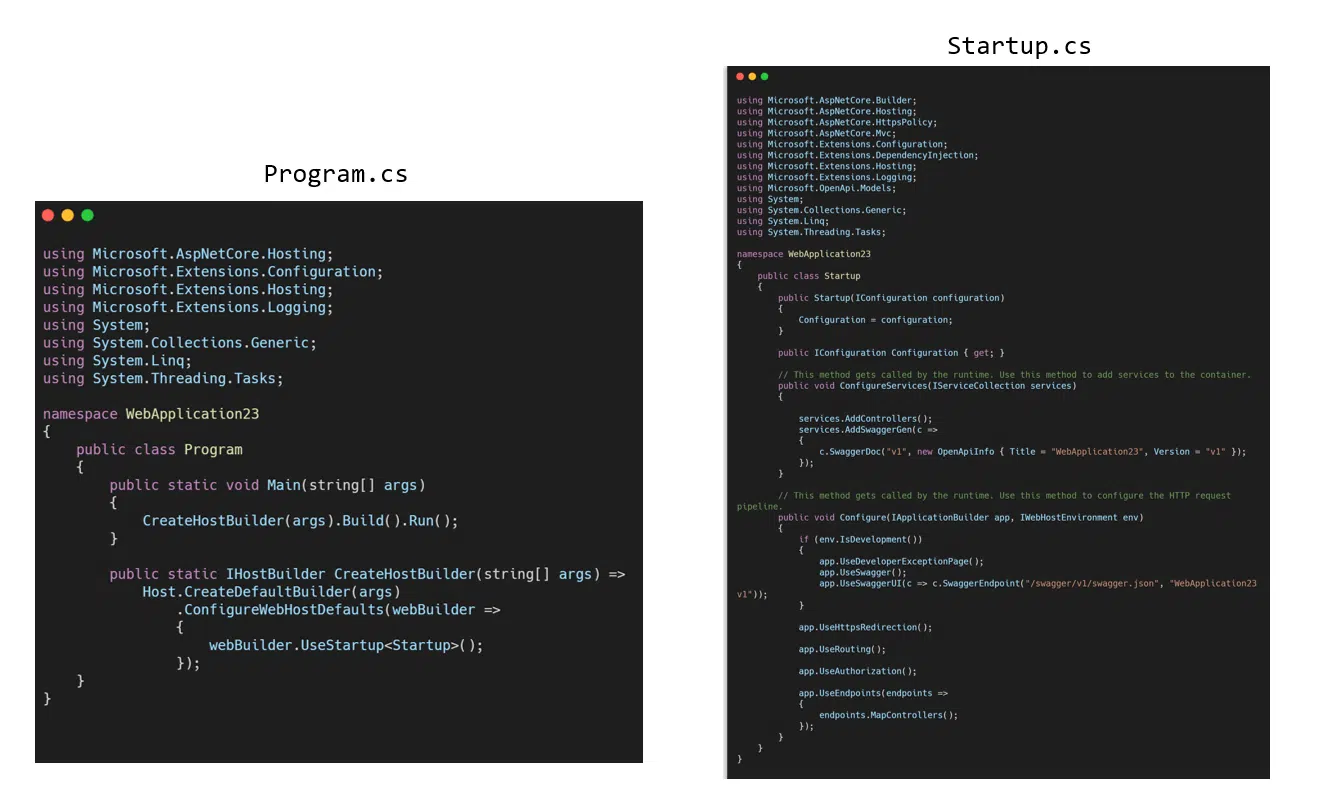 Program.cs
using Microsoft.AspNetCore.Hosting;
using Microsoft.Extensions.Configuration;
using Microsoft.Extensions.Hosting;
using Microsoft.Extensions.Logging;
using System;
using System.Collections.Generic;
using System.Linq;
using System.Threading.Tasks;
namespace WebApplication23
{
public class Program
{
public static void Main(string[] args)
{
CreateHostBuilder(args).Build().Run();
}
public static IHostBuilder CreateHostBuilder(string[] args) =>
Host.CreateDefaultBuilder(args)
.ConfigureWebHostDefaults(webBuilder =>
{
webBuilder.UseStartup<Startup>();
});
}
}
Startup.cs
using Microsoft.AspNetCore.Builder;
using Microsoft.AspNetCore.Hosting;
using Microsoft.AspNetCore.HttpsPolicy;
using Microsoft.AspNetCore.Mvc;
using Microsoft.Extensions.Configuration;
using Microsoft.Extensions.DependencyInjection;
using Microsoft.Extensions.Hosting;
using Microsoft.Extensions.Logging;
using Microsoft.OpenApi.Models;
using System;
using System.Collections.Generic;
using System.Linq;
using System.Threading.Tasks;
namespace WebApplication23
{
public class Startup
{
public Startup(IConfiguration configuration)
{
Configuration = configuration;
}
public IConfiguration Configuration { get; }
// This method gets called by the runtime. Use this method to add services to the container.
public void ConfigureServices(IServiceCollection services)
{
services.AddControllers();
services.AddSwaggerGen(c =>
{
c.SwaggerDoc("v1", new OpenApiInfo { Title = "WebApplication23", Version = "v1" });
});
}
// This method gets called by the runtime. Use this method to configure the HTTP request
pipeline.
public void Configure(IApplicationBuilder app, IWebHostEnvironment env)
{
if (env.IsDevelopment())
{
app.UseDeveloperExceptionPage();
app.UseSwagger();
app.UseSwaggerUI(c => c.SwaggerEndpoint("/swagger/v1/swagger.json", "WebApplication23
v1"));
}
app.UseHttpsRedirection();
app.UseRouting();
app.UseAuthorization();
app.UseEndpoints(endpoints =>
{
endpoints.MapControllers();
});
}
}
}